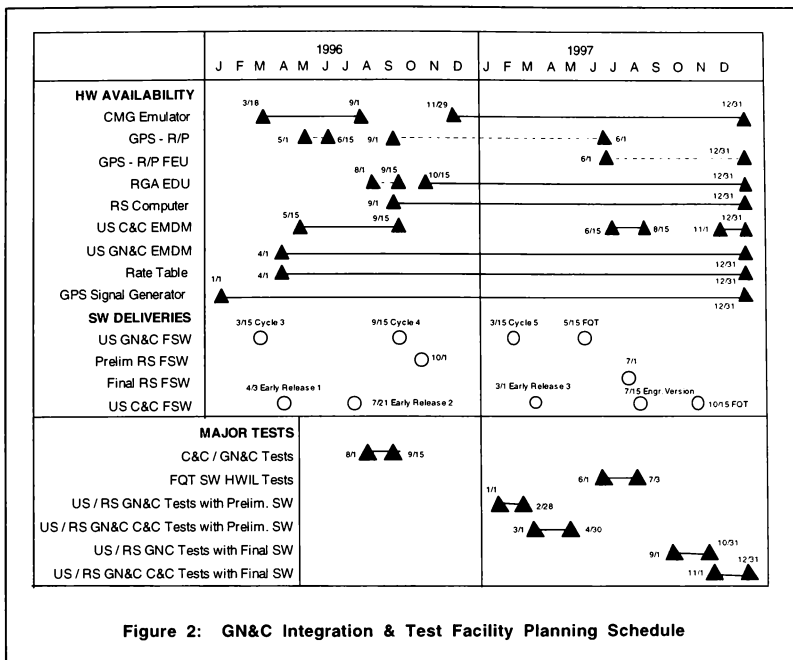 1996 1997
J F M A M J J A S O N D J F M A M J J A S O N D
HW AVAILABILITY
CMG Emulator 3/18 9/1 11/29 12/31
GPS - R/P 5/1 6/15 9/1 6/1
GPS - R/P FEU 6/1 12/31
RGA EDU 8/1 9/15 10/15 12/31
RS Computer 9/1 12/31
US C&C EMDM 5/15 9/15 6/15 8/15 11/1 12/31
US GN&C EMDM 4/1 12/31
Rate Table 4/1 12/31
GPS Signal Generator 1/1 12/31
SW DELIVERIES
US GN&C FSW 3/15 Cycle 3 9/15 Cycle 4 3/15 Cycle 5 5/15 FQT
Prelim RS FSW 10/1
Final RS FSW 7/1
US C&C FSW 4/3 Early Release 1 7/21 Early Release 2 3/1 Early Release 3 7/15 Engr. Version 10/15 FQT
MAJOR TESTS
C&C / GN&C Tests 8/1 9/15
FQT SW HWIL Tests 6/1 7/3
US / RS GN&C Tests with Prelim. SW 1/1 2/28
US / RS GN&C C&C Tests with Prelim. SW 3/1 4/30
US / RS GNC Tests with Final SW 9/1 10/31
US / RS GN&C C&C Tests with Final SW 11/1 12/31
Figure 2: GN&C Integration & Test Facility Planning Schedule